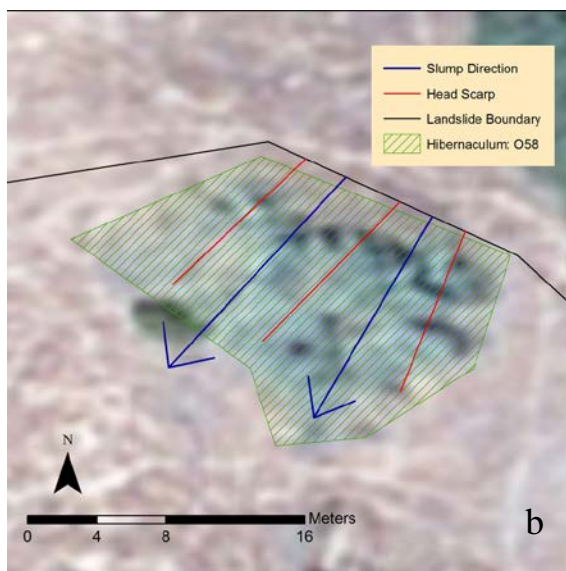 Slump Direction
Head Scarp
Landslide Boundary
Hibernaculum: O58
N
Meters
0 4 8 16
b